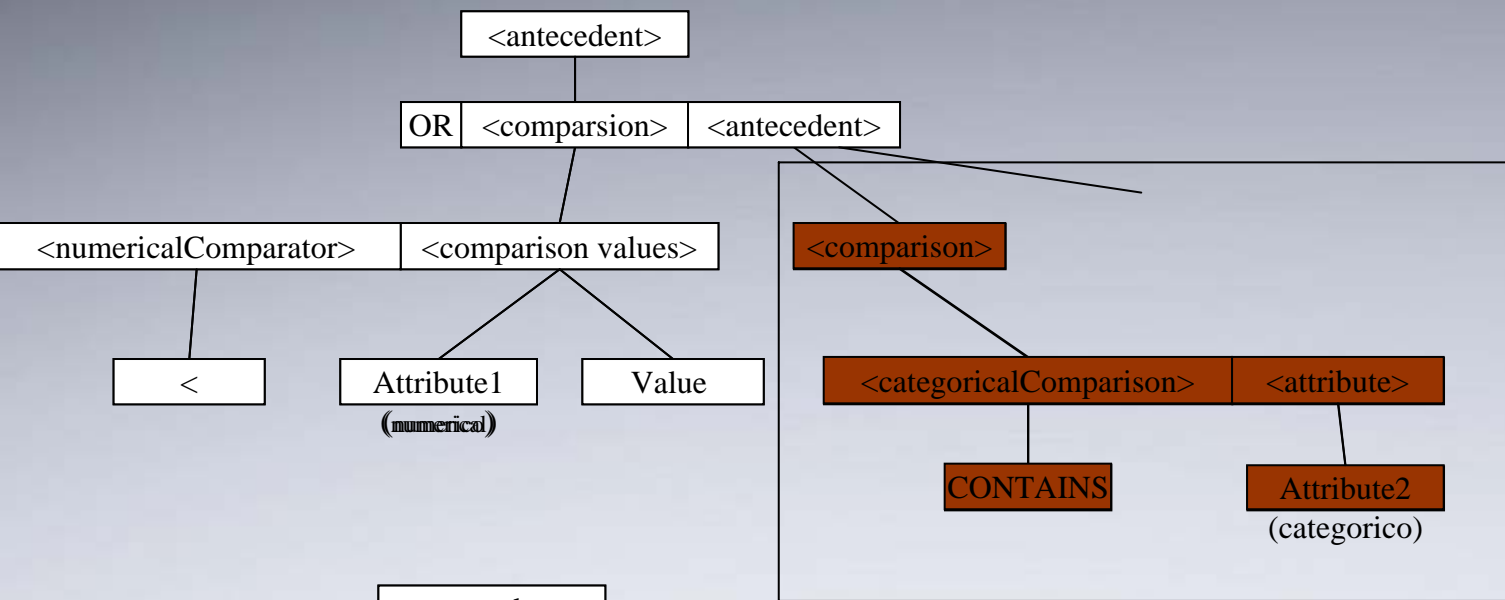 <antecedent>
OR <comparsion> <antecedent>
<numericalComparator> <comparison values> <comparison>
< Attribute1 Value <categoricalComparison> <attribute>
(numerical)
CONTAINS Attribute2
(categorico)